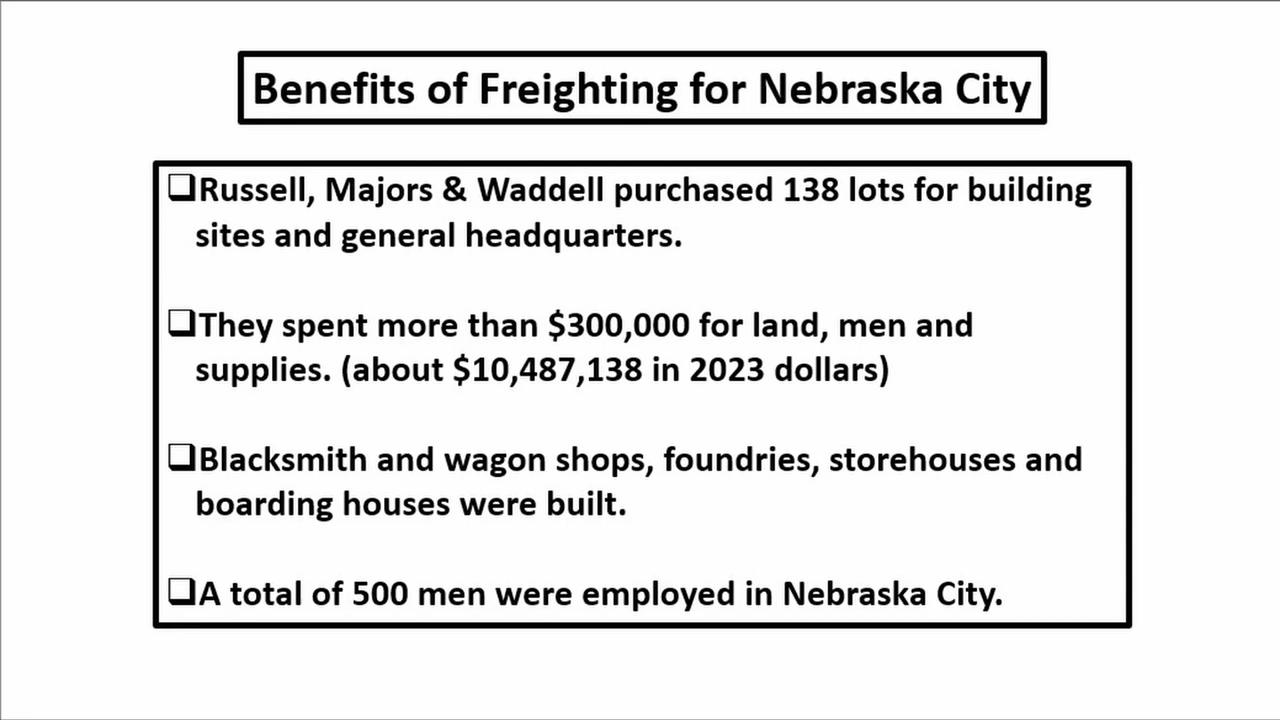 Benefits of Freighting for Nebraska City
❑Russell, Majors & Waddell purchased 138 lots for building
sites and general headquarters.
❑They spent more than $300,000 for land, men and
supplies. (about $10,487,138 in 2023 dollars)
❑Blacksmith and wagon shops, foundries, storehouses and
boarding houses were built.
❑A total of 500 men were employed in Nebraska City.